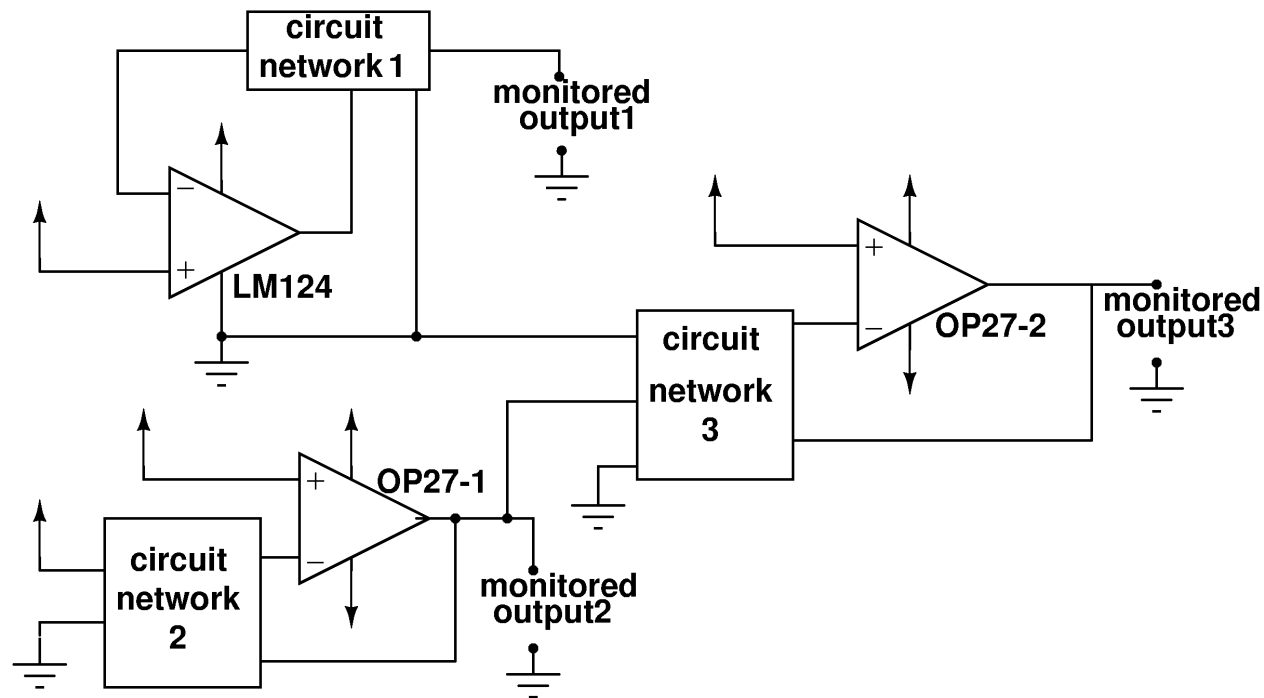 circuit
network 1
monitored
output1
−
+
LM124
+
−
OP27-2
monitored
output3
circuit
network
3
+
−
OP27-1
circuit
network
2
monitored
output2